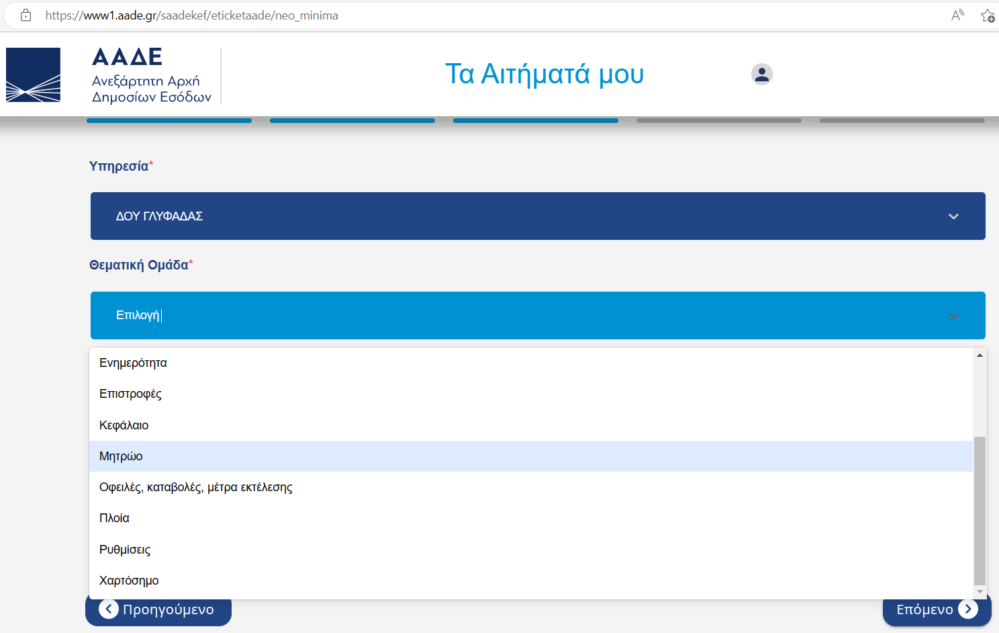 https://www1.aade.gr/saadekef/eticketaade/neo_minima
ΑΑΔΕ
Ανεξάρτητη Αρχή
Δημοσίων Εσόδων
Τα Αιτήματά μου
Υπηρεσία*
ΔΟΥ ΓΛΥΦΑΔΑΣ
Θεματική Ομάδα*
Επιλογή
Ενημερότητα
Επιστροφές
Κεφάλαιο
Μητρώο
Οφειλές, καταβολές, μέτρα εκτέλεσης
Πλοία
Ρυθμίσεις
Χαρτόσημο
Προηγούμενο
Επόμενο